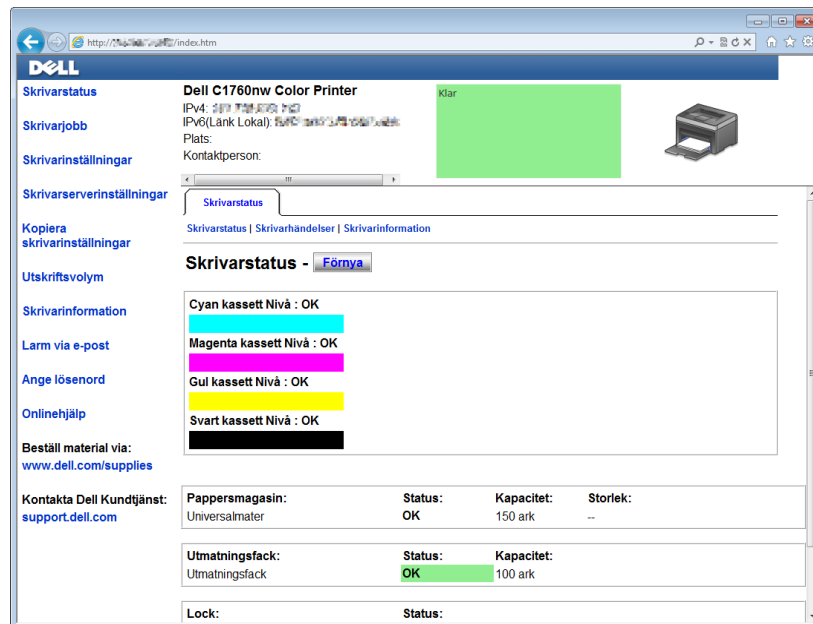 http:// /index.htm
DELL
Skrivarstatus
Skrivarjobb
Skrivarinställningar
Skrivarserverinställningar
Kopiera
skrivarinställningar
Utskriftsvolym
Skrivarinformation
Larm via e-post
Ange lösenord
Onlinehjälp
Beställ material via:
www.dell.com/supplies
Kontakta Dell Kundtjänst:
support.dell.com
Dell C1760nw Color Printer
IPv4:
IPv6(Länk Lokal):
Plats:
Kontaktperson:
Klar
Skrivarstatus
Skrivarstatus | Skrivarhändelser | Skrivarinformation
Skrivarstatus - Förnya
Cyan kassett Nivå : OK
Magenta kassett Nivå : OK
Gul kassett Nivå : OK
Svart kassett Nivå : OK
Pappersmagasin: Status: Kapacitet: Storlek:
Universalmater OK 150 ark --
Utmatningsfack: Status: Kapacitet:
Utmatningsfack OK 100 ark
Lock: Status: